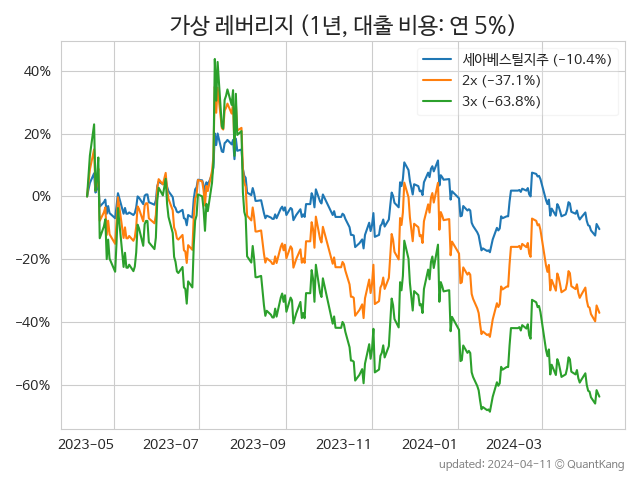 가상 레버리지 (1년, 대출 비용: 연 5%)
세아베스틸지주 (−10.4%)
2x (−37.1%)
3x (−63.8%)
40%
20%
0%
−20%
−40%
−60%
2023-05 2023-07 2023-09 2023-11 2024-01 2024-03
updated: 2024-04-11 © QuantKang